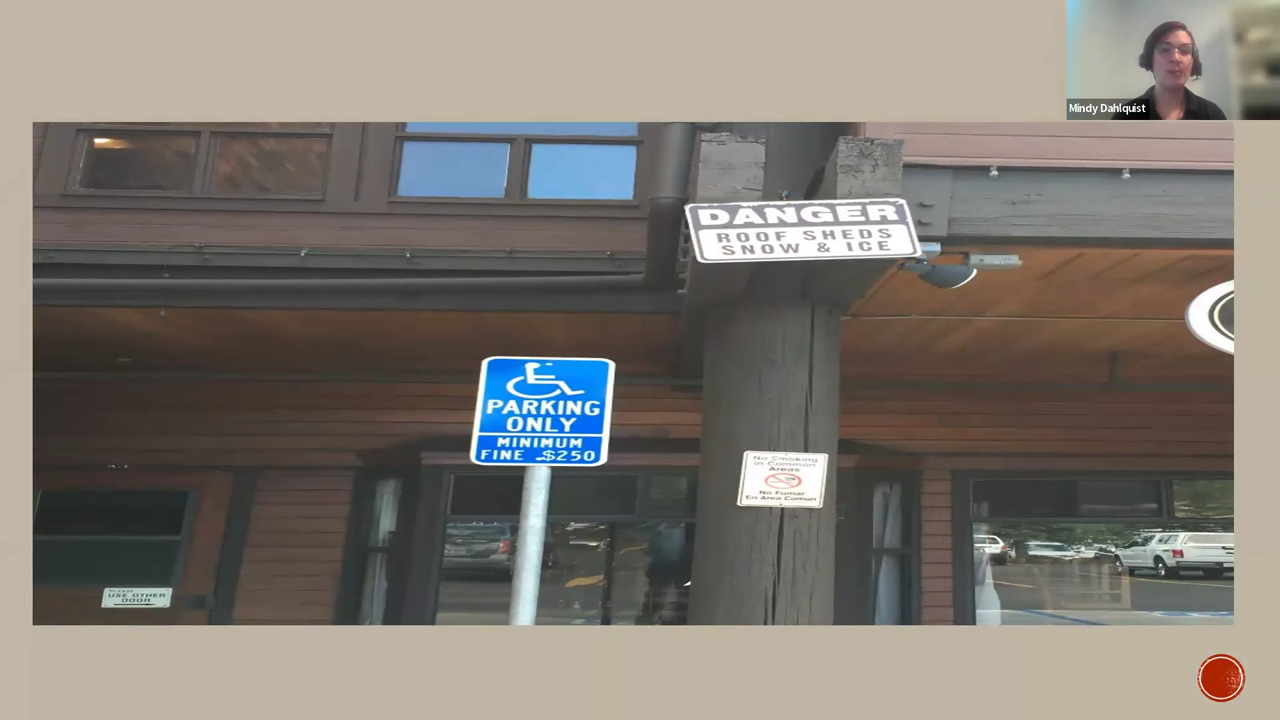 Mindy Dahlquist
DANGER
ROOF SHEDS
SNOW & ICE
PARKING
ONLY
MINIMUM
FINE $250
No Smoking
in Common
Areas
No Fumar
En Area Comun
PLEASE
USE OTHER
DOOR